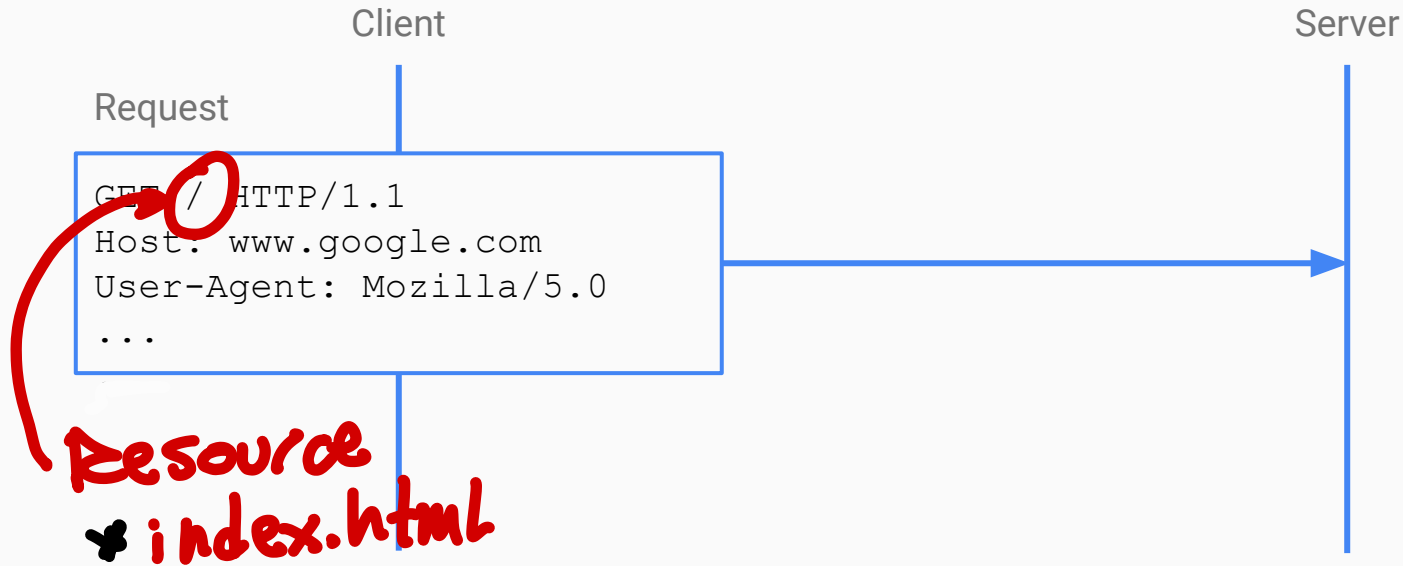 Client
Server
Request
GET / HTTP/1.1
Host: www.google.com
User-Agent: Mozilla/5.0
...
Resource
* index.html